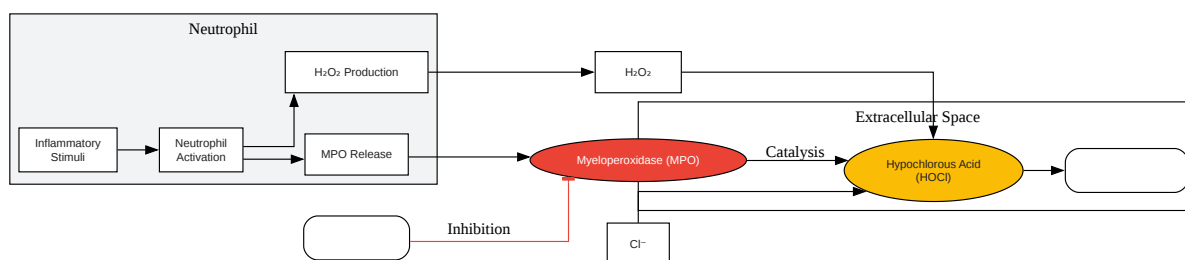 Neutrophil
H₂O₂ Production
H₂O₂
Extracellular Space
Inflammatory
Stimuli
Neutrophil
Activation
MPO Release
Myeloperoxidase (MPO)
Catalysis
Hypochlorous Acid
(HOCl)
Inhibition
Cl⁻